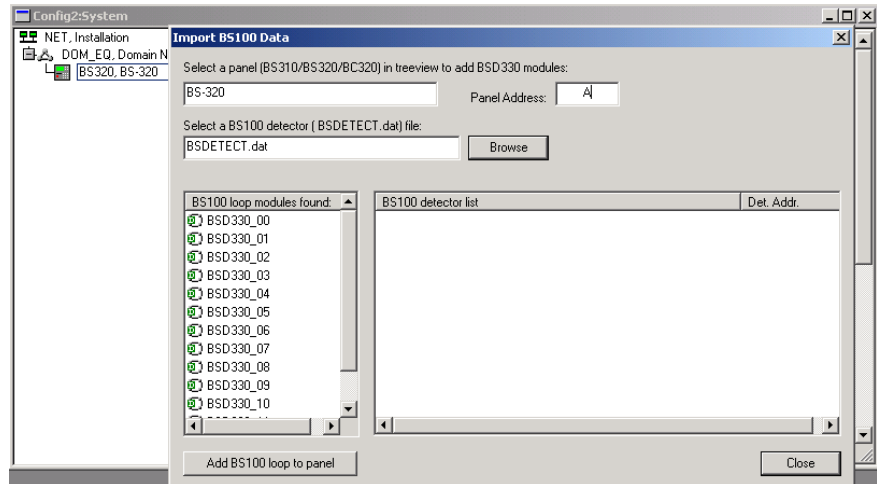 Config2:System
NET, Installation
DOM_EQ, Domain N
BS320, BS-320
Import BS100 Data
Select a panel (BS310/BS320/BC320) in treeview to add BSD330 modules:
BS-320
Panel Address: A
Select a BS100 detector ( BSDETECT.dat) file:
BSDETECT.dat
Browse
BS100 loop modules found:
BS100 detector list Det. Addr.
BSD330_00
BSD330_01
BSD330_02
BSD330_03
BSD330_04
BSD330_05
BSD330_06
BSD330_07
BSD330_08
BSD330_09
BSD330_10
Add BS100 loop to panel
Close